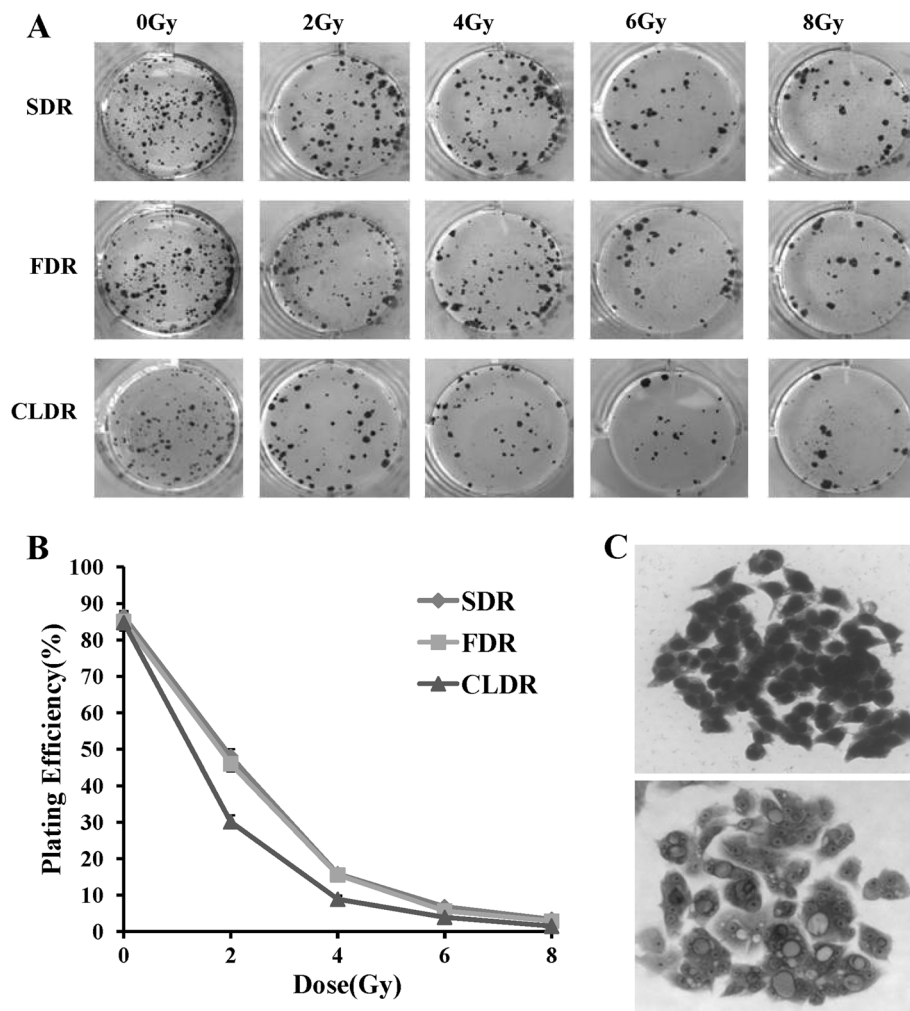 A
0Gy 2Gy 4Gy 6Gy 8Gy
SDR
FDR
CLDR
B
C
100
90
80
70
60
50
40
30
20
10
0
Plating Efficiency(%)
SDR
FDR
CLDR
0 2 4 6 8
Dose(Gy)